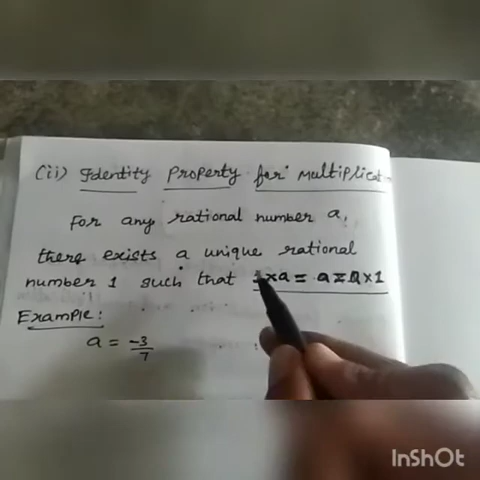 (ii) Identity Property for Multiplicat
For any rational number a,
there exists a unique rational
number 1 such that 1×a = a = a×1
Example:
a = -3/7
InShOt